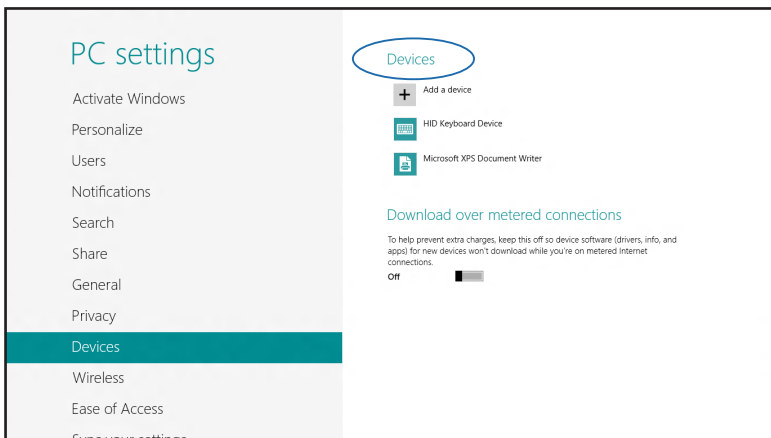 PC settings
Activate Windows
Personalize
Users
Notifications
Search
Share
General
Privacy
Devices
Wireless
Ease of Access
Sync your settings
Devices
Add a device
HID Keyboard Device
Microsoft XPS Document Writer
Download over metered connections
To help prevent extra charges, keep this off so device software (drivers, info, and
apps) for new devices won't download while you're on metered Internet
connections.
Off